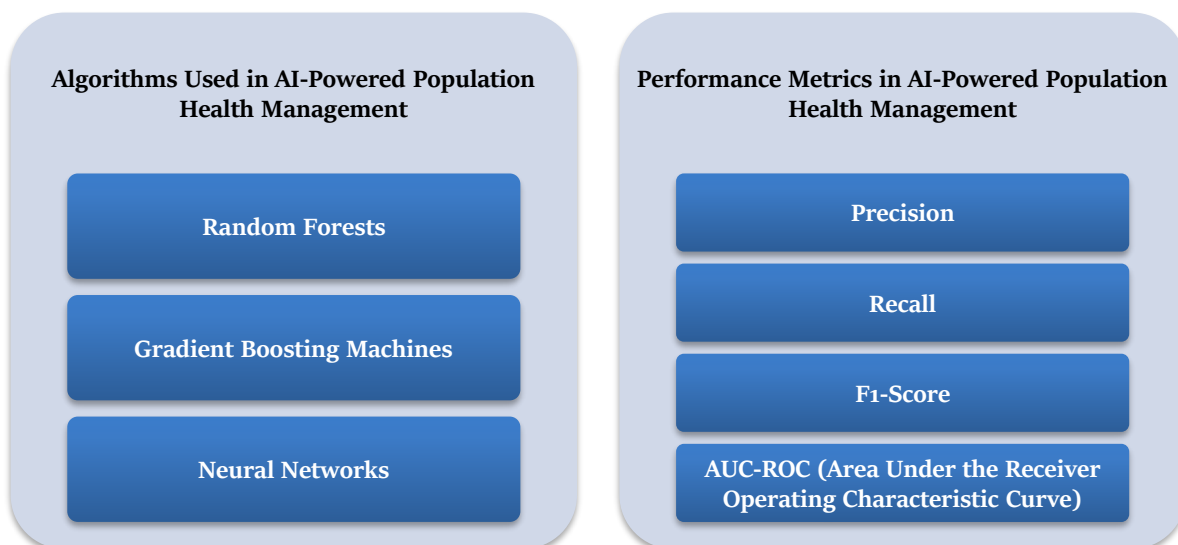 Algorithms Used in AI-Powered Population
Health Management
Random Forests
Gradient Boosting Machines
Neural Networks
Performance Metrics in AI-Powered Population
Health Management
Precision
Recall
F1-Score
AUC-ROC (Area Under the Receiver
Operating Characteristic Curve)